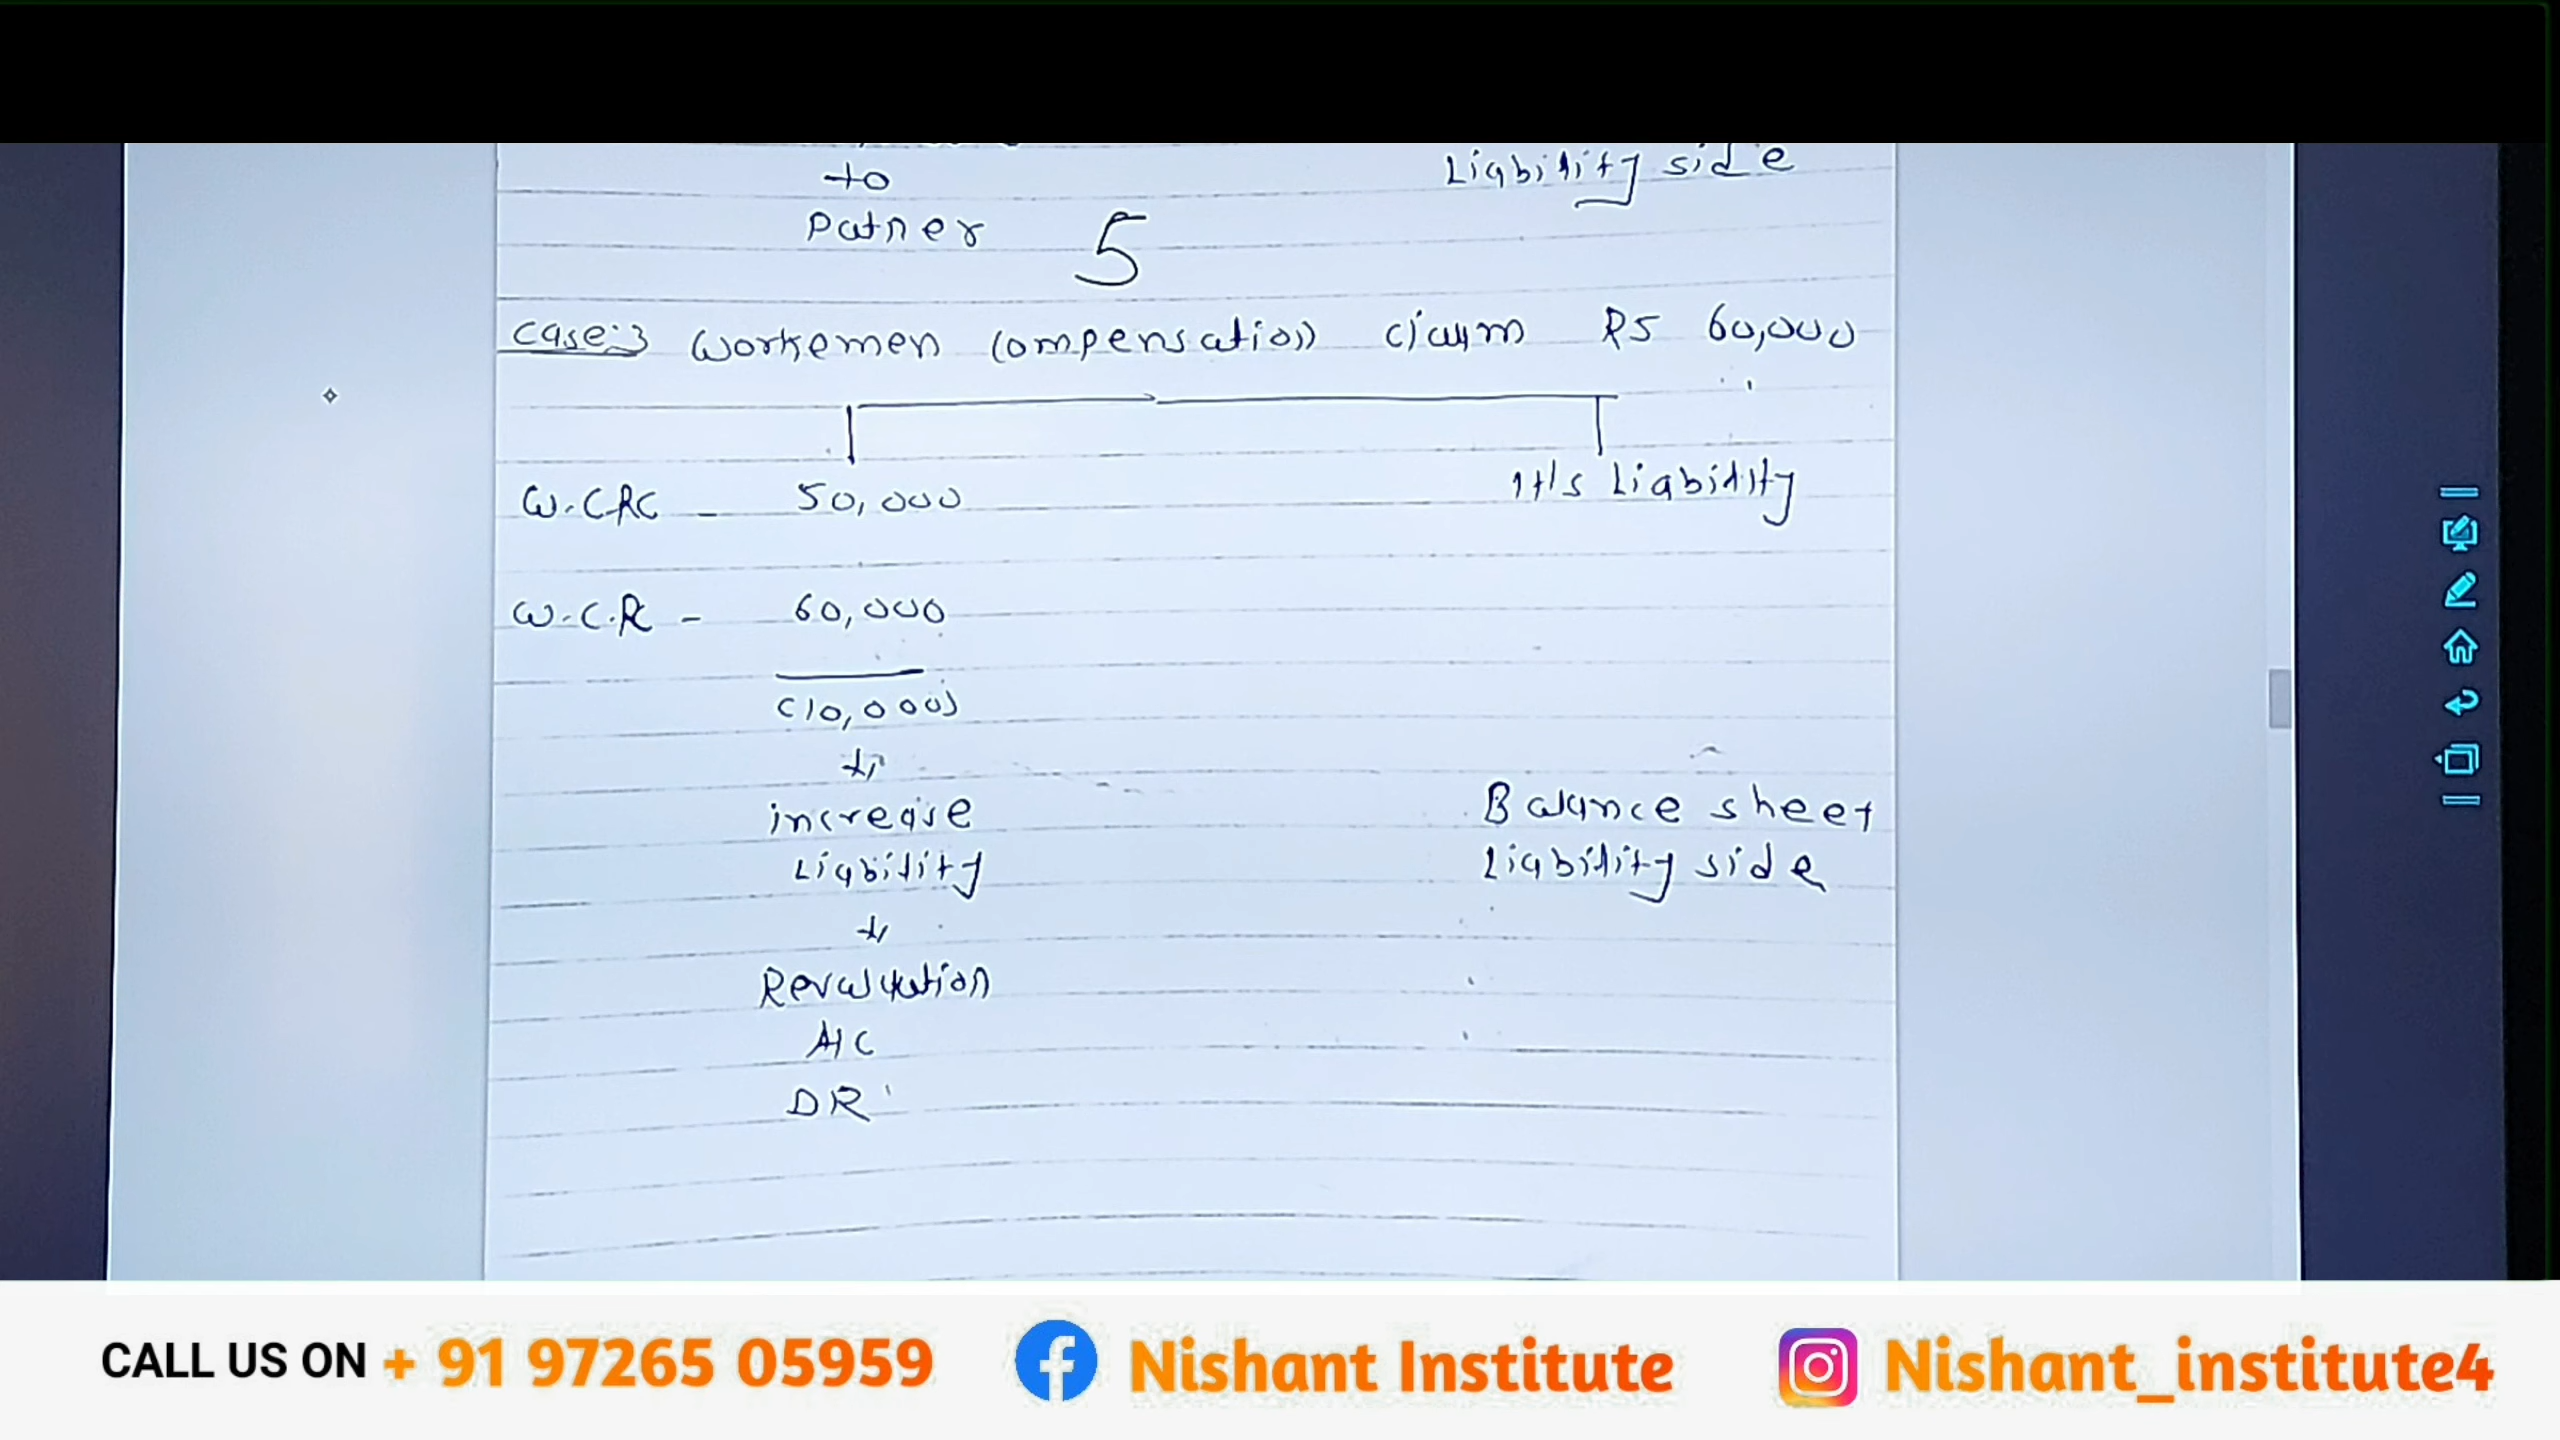 to
Patner
Liability side
5
Case:3 Workemen Compensation claim RS 60,000
W.CRC - 50,000
It's Liability
W.C.R - 60,000
(10,000)
increase
Liability
Balance sheet
Liability side
Revaluation
A/C
DR
CALL US ON + 91 97265 05959 Nishant Institute Nishant_institute4